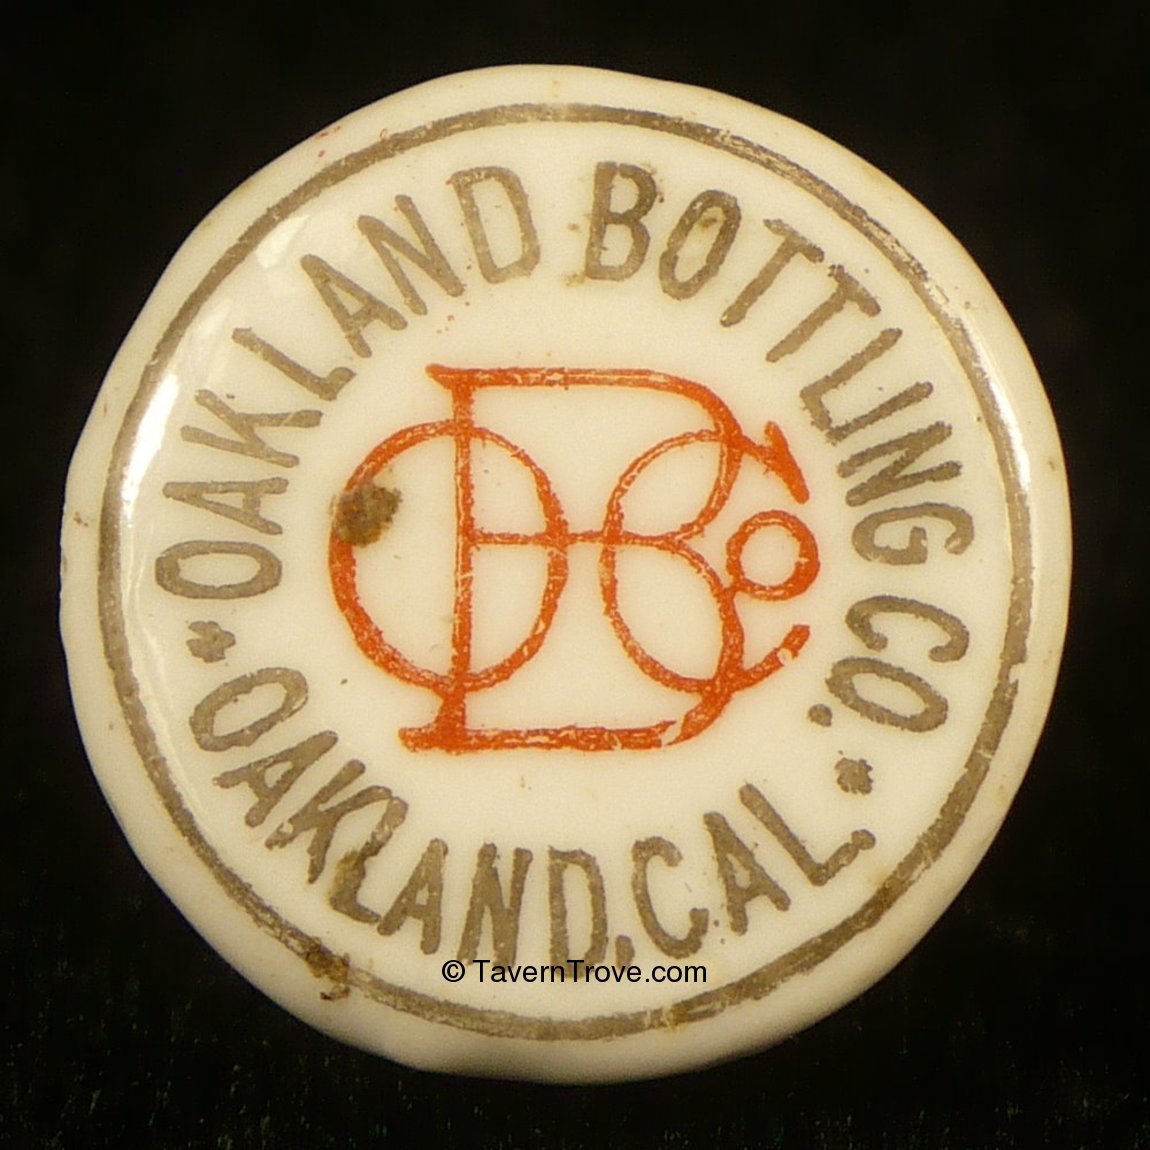 OAKLAND BOTTLING CO.
OBCo
* OAKLAND, CAL. *
© TavernTrove.com